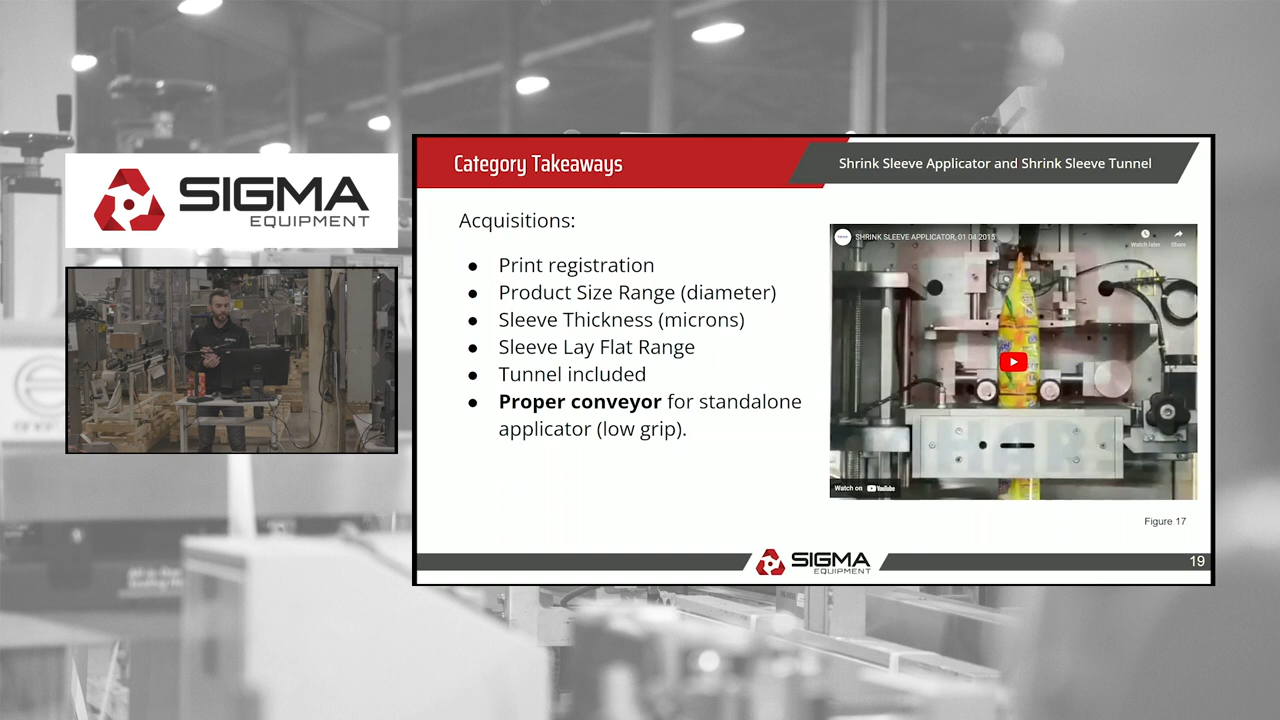 SIGMA
EQUIPMENT
Category Takeaways
Shrink Sleeve Applicator and Shrink Sleeve Tunnel
Acquisitions:
● Print registration
● Product Size Range (diameter)
● Sleeve Thickness (microns)
● Sleeve Lay Flat Range
● Tunnel included
● Proper conveyor for standalone
applicator (low grip).
SHRINK SLEEVE APPLICATOR, 01 04 2015
Watch later
Share
Watch on YouTube
Figure 17
SIGMA
EQUIPMENT
19